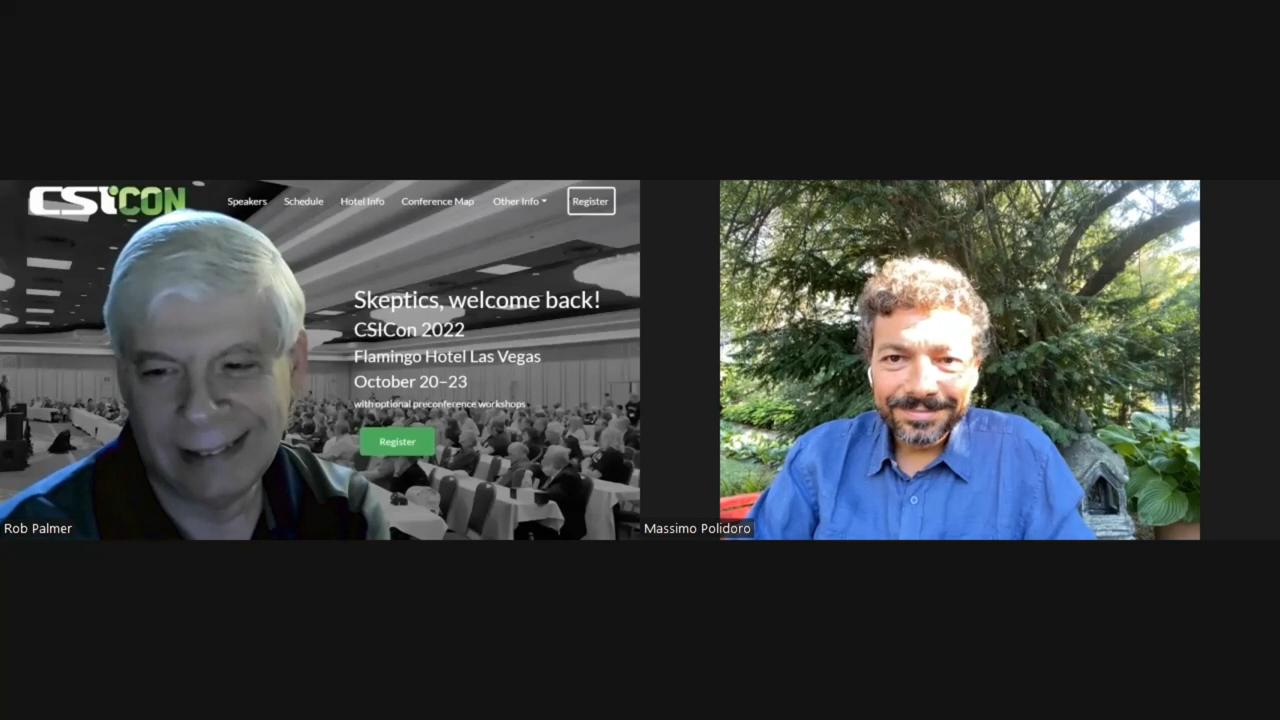 CSICON
Speakers Schedule Hotel Info Conference Map Other Info Register
Skeptics, welcome back!
CSICon 2022
Flamingo Hotel Las Vegas
October 20–23
with optional preconference workshops
Register
Rob Palmer
Massimo Polidoro